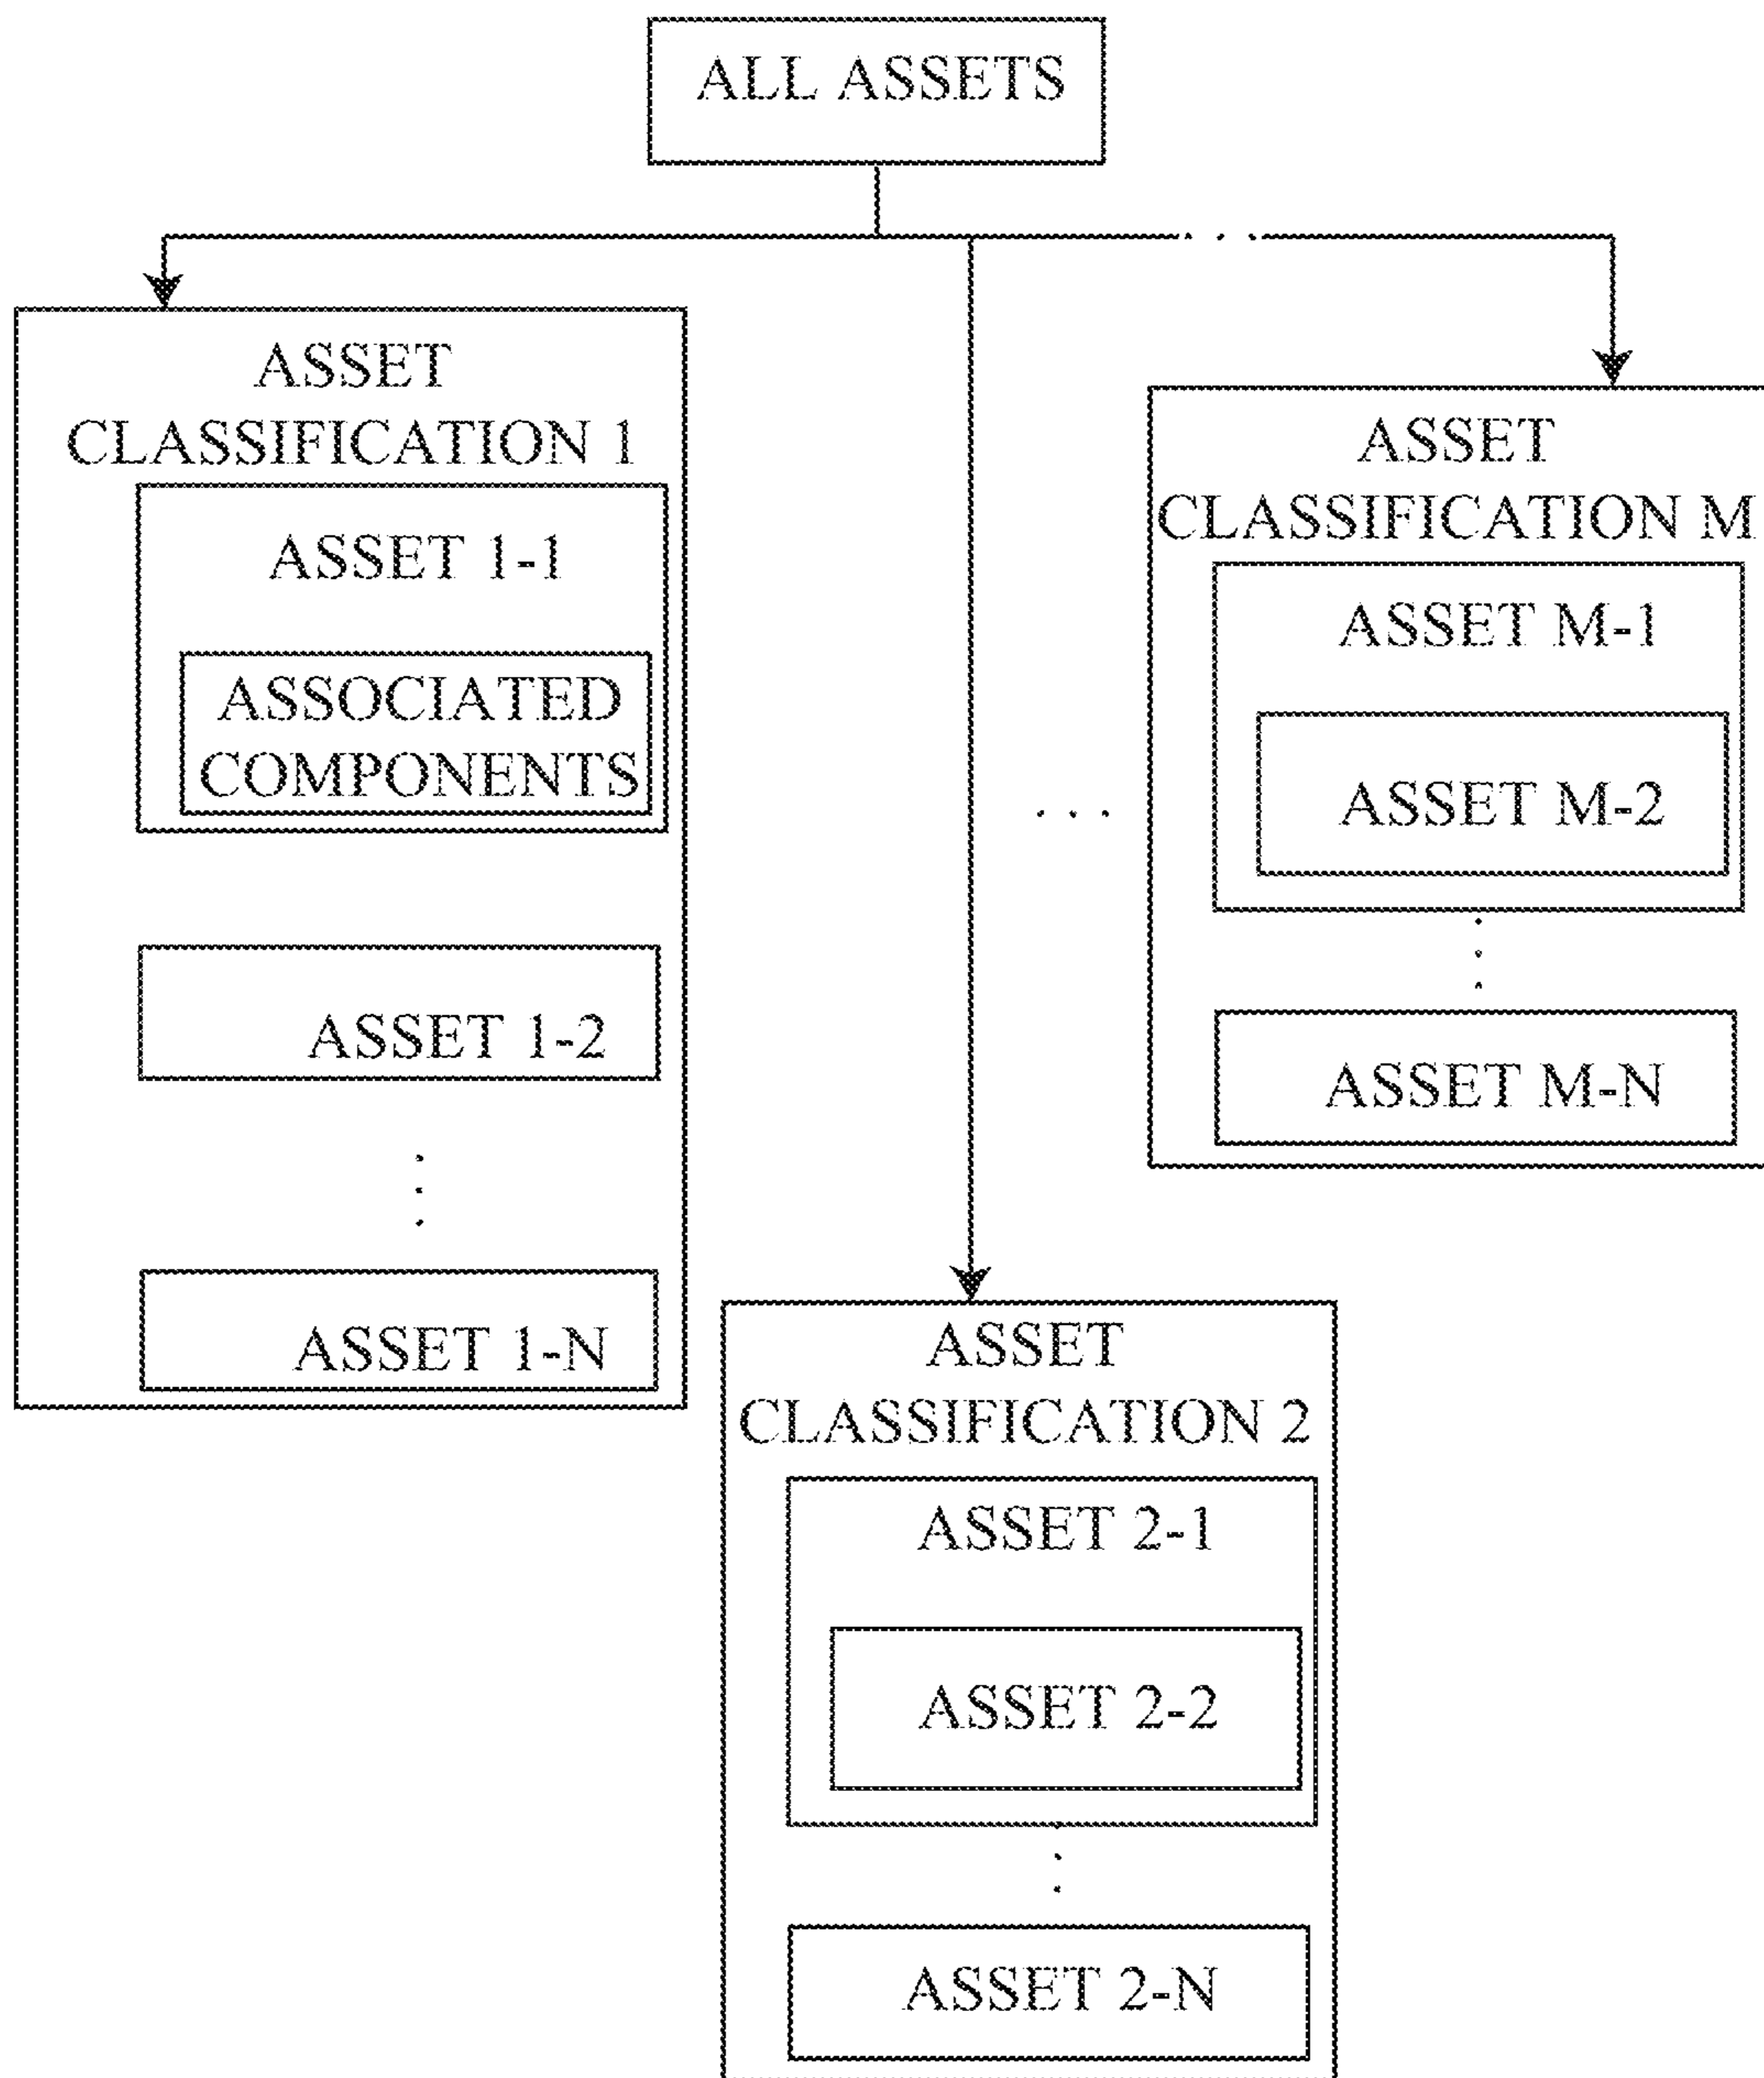 ALL ASSETS
ASSET
CLASSIFICATION 1
ASSET 1-1
ASSOCIATED
COMPONENTS
ASSET 1-2
ASSET 1-N
ASSET
CLASSIFICATION 2
ASSET 2-1
ASSET 2-2
ASSET 2-N
. . .
ASSET
CLASSIFICATION M
ASSET M-1
ASSET M-2
ASSET M-N